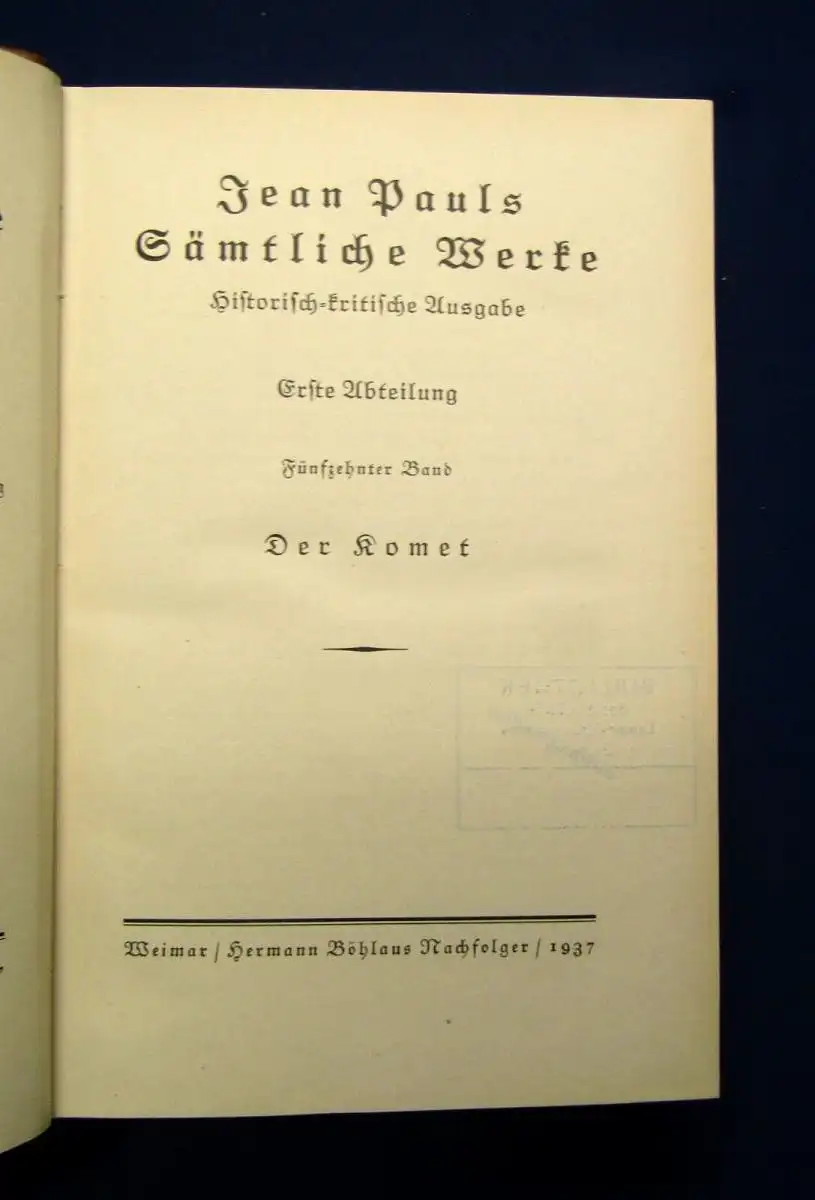 Jean Pauls
Sämtliche Werke
Historisch-kritische Ausgabe
Erste Abteilung
Fünfzehnter Band
Der Komet
Weimar / Hermann Böhlaus Nachfolger / 1937